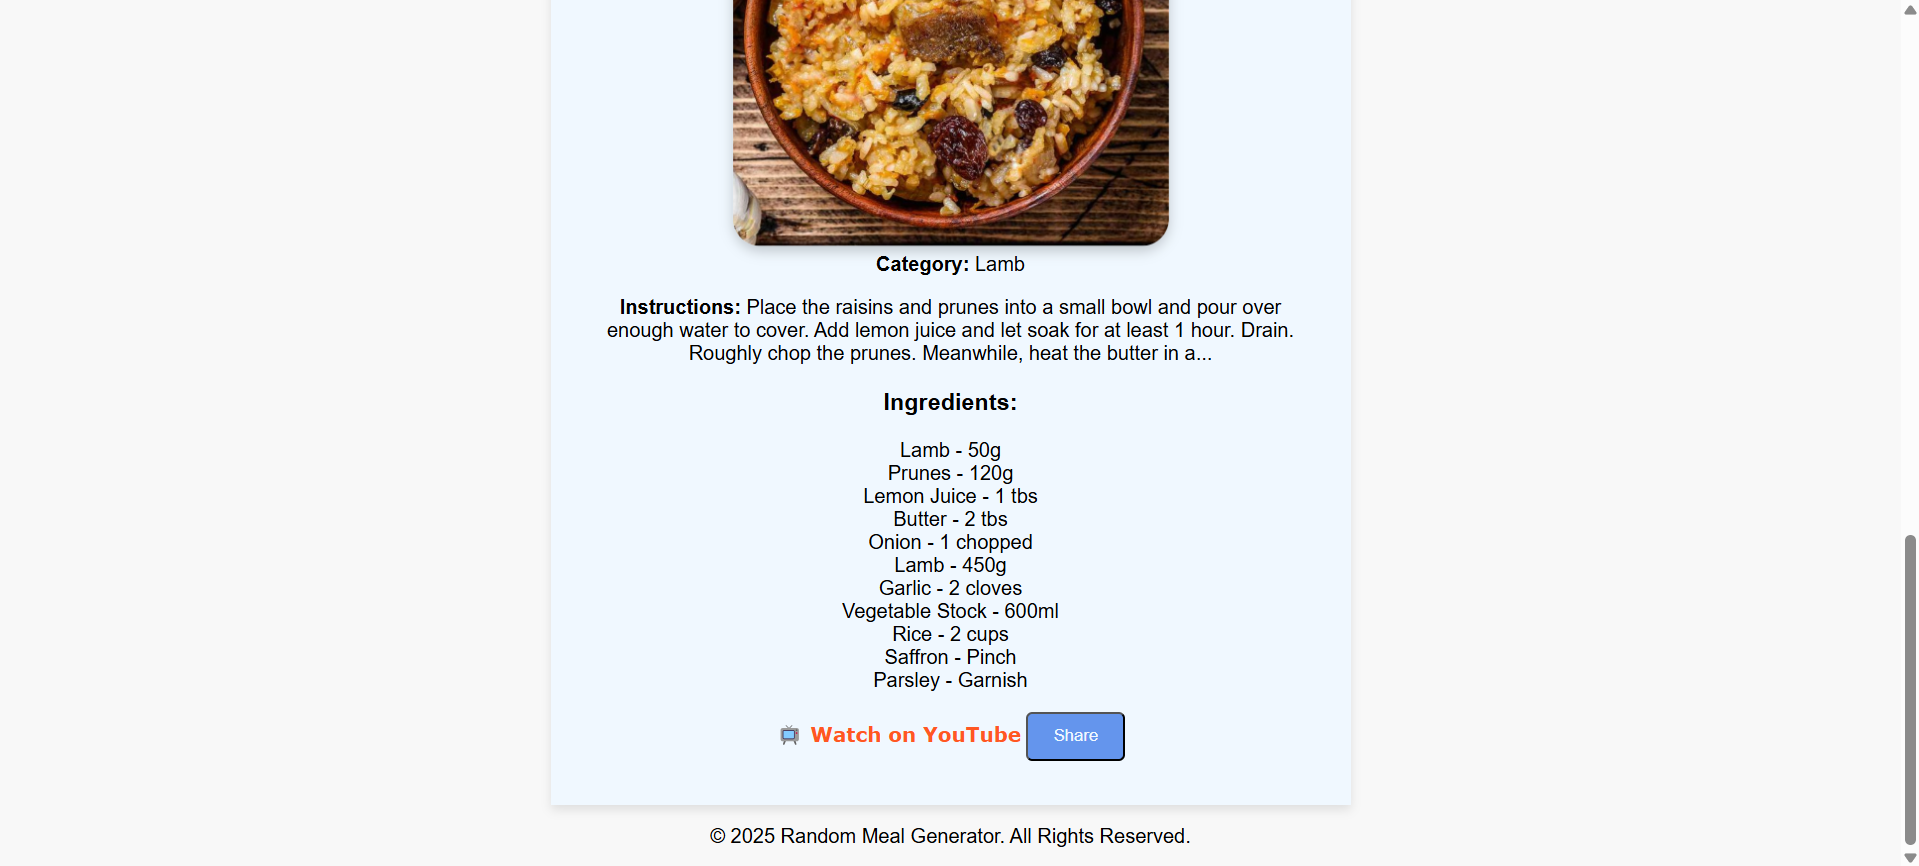 Category: Lamb
Instructions: Place the raisins and prunes into a small bowl and pour over
enough water to cover. Add lemon juice and let soak for at least 1 hour. Drain.
Roughly chop the prunes. Meanwhile, heat the butter in a...
Ingredients:
Lamb - 50g
Prunes - 120g
Lemon Juice - 1 tbs
Butter - 2 tbs
Onion - 1 chopped
Lamb - 450g
Garlic - 2 cloves
Vegetable Stock - 600ml
Rice - 2 cups
Saffron - Pinch
Parsley - Garnish
📺 Watch on YouTube Share
© 2025 Random Meal Generator. All Rights Reserved.